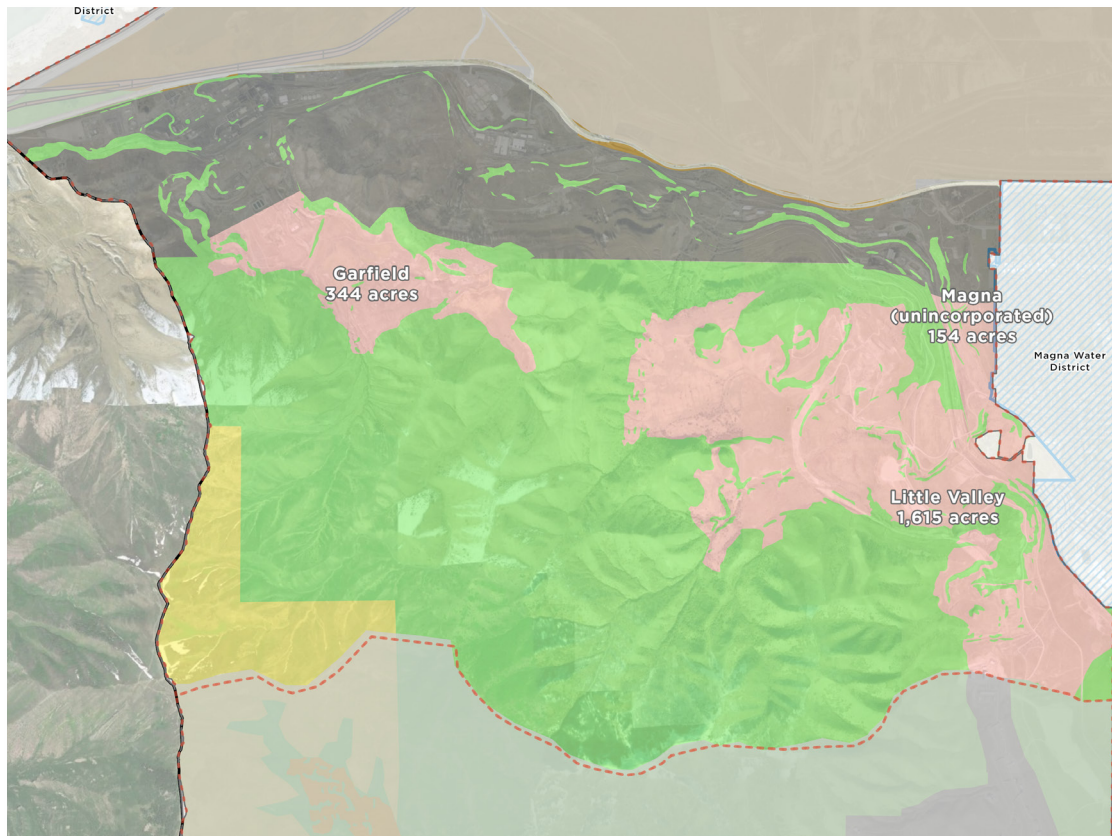 District
Garfield
344 acres
Magna
(unincorporated)
154 acres
Magna Water
District
Little Valley
1,615 acres